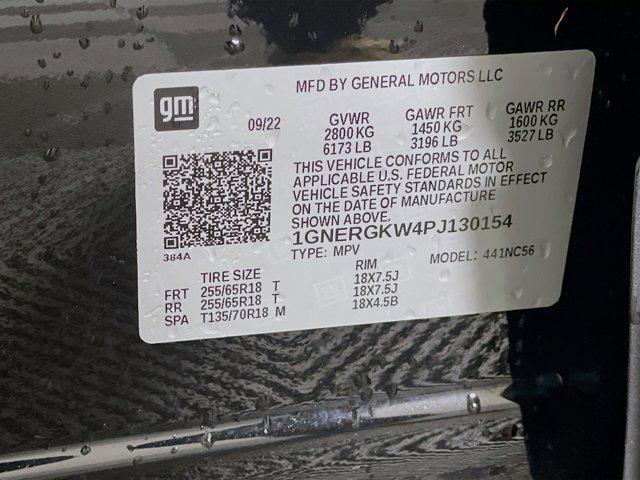 MFD BY GENERAL MOTORS LLC
gm
09/22
GVWR GAWR FRT GAWR RR
2800 KG 1450 KG 1600 KG
6173 LB 3196 LB 3527 LB
THIS VEHICLE CONFORMS TO ALL
APPLICABLE U.S. FEDERAL MOTOR
VEHICLE SAFETY STANDARDS IN EFFECT
ON THE DATE OF MANUFACTURE
SHOWN ABOVE.
1GNERGKW4PJ130154
384A
TYPE: MPV MODEL: 441NC56
TIRE SIZE RIM
FRT 255/65R18 T 18X7.5J
RR 255/65R18 T 18X7.5J
SPA T135/70R18 M 18X4.5B